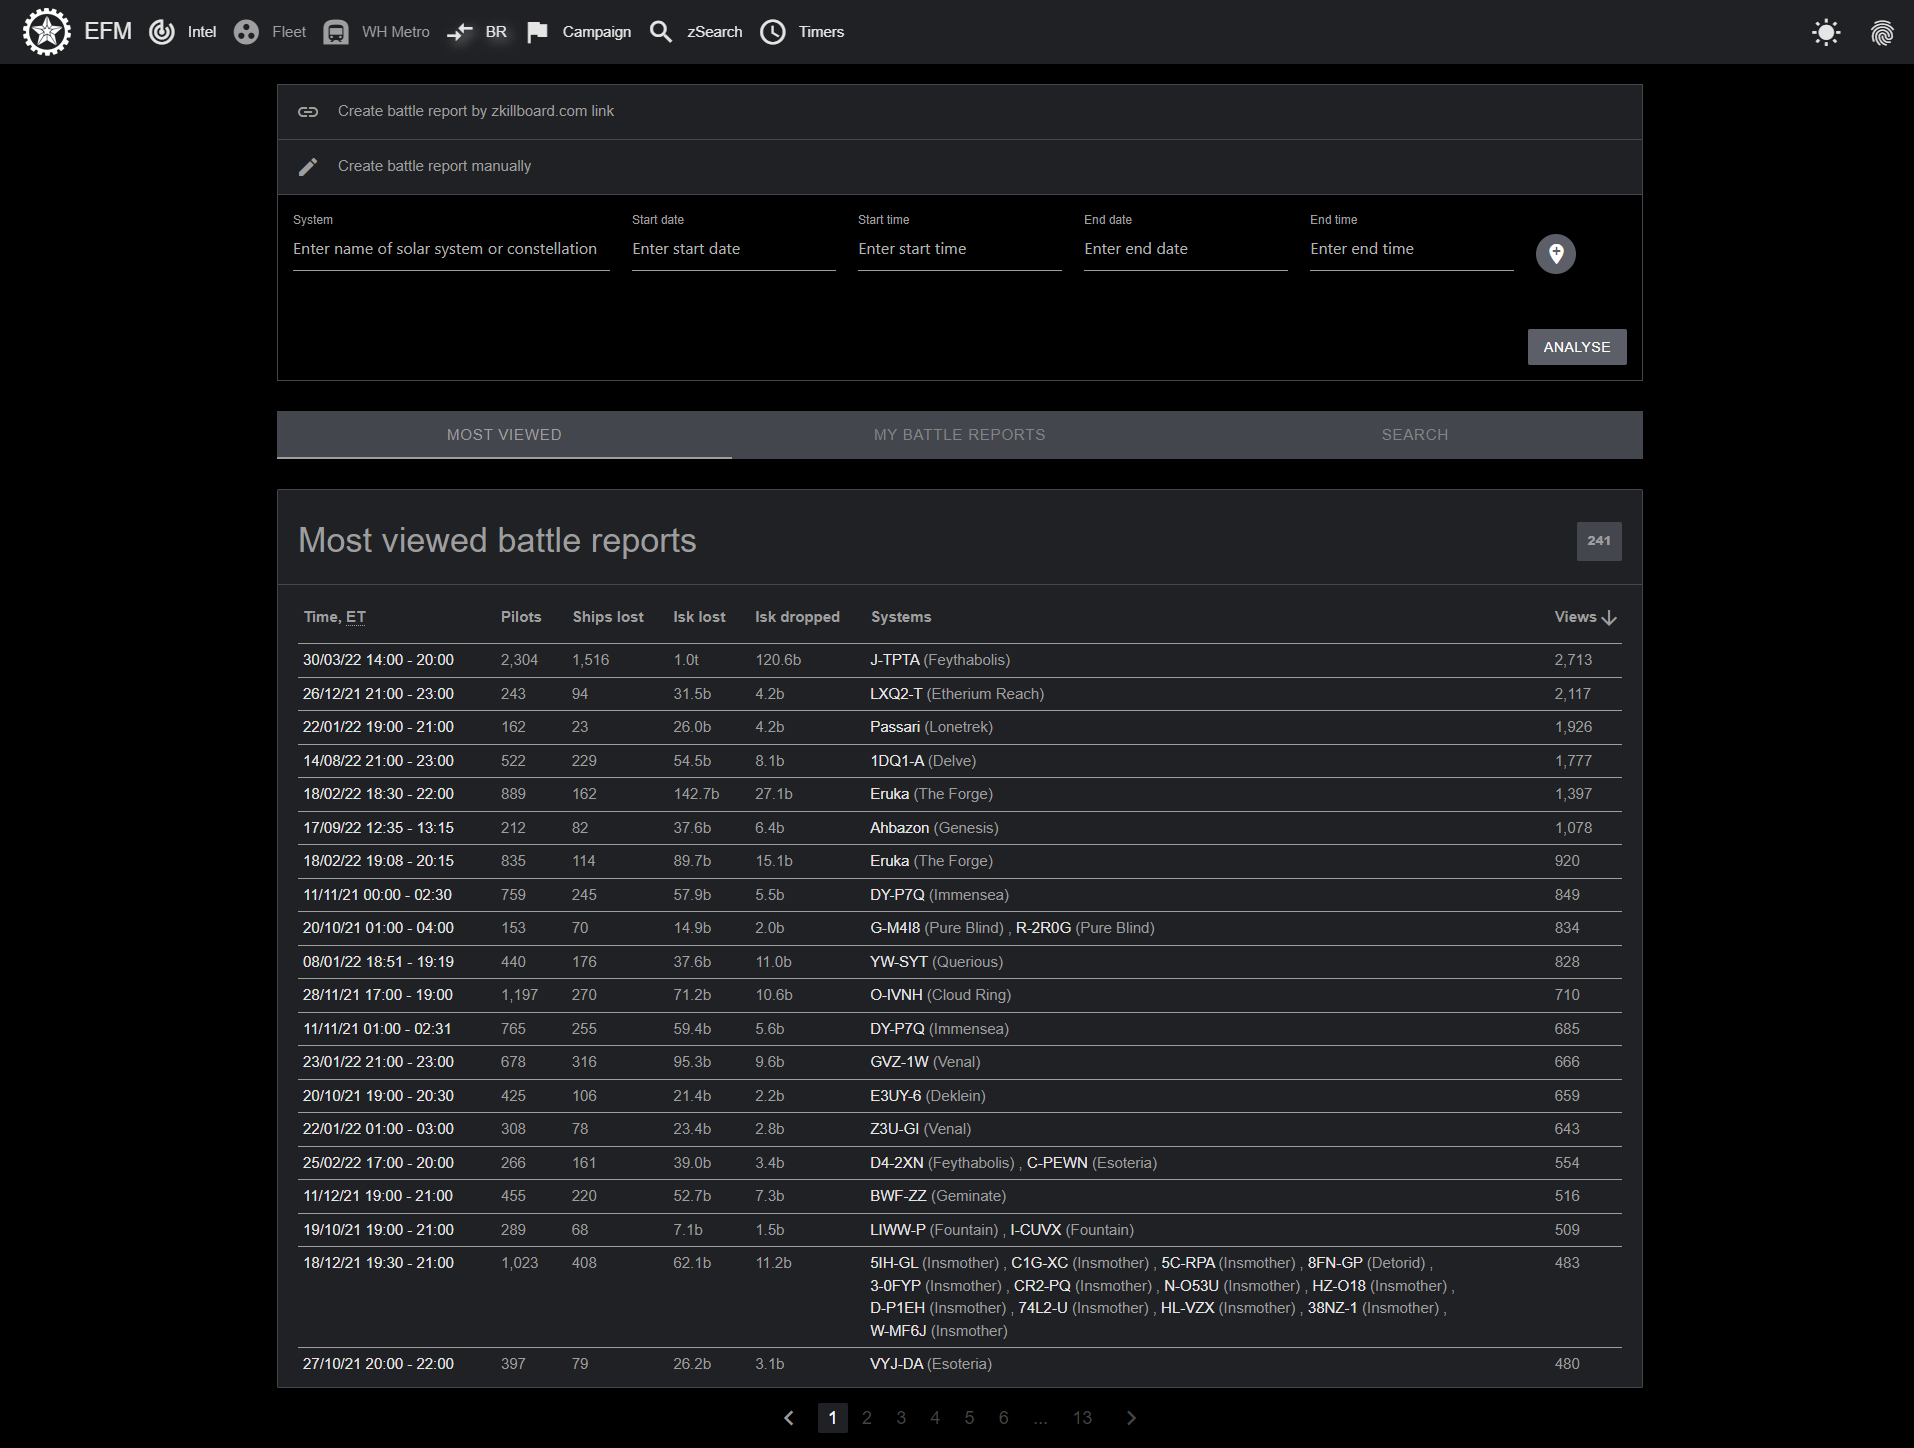 EFM Intel Fleet WH Metro BR Campaign zSearch Timers
Create battle report by zkillboard.com link
Create battle report manually
System Start date Start time End date End time
Enter name of solar system or constellation Enter start date Enter start time Enter end date Enter end time
ANALYSE
MOST VIEWED MY BATTLE REPORTS SEARCH
Most viewed battle reports 241
Time, ET Pilots Ships lost Isk lost Isk dropped Systems Views
30/03/22 14:00 - 20:00 2,304 1,516 1.0t 120.6b J-TPTA (Feythabolis) 2,713
26/12/21 21:00 - 23:00 243 94 31.5b 4.2b LXQ2-T (Etherium Reach) 2,117
22/01/22 19:00 - 21:00 162 23 26.0b 4.2b Passari (Lonetrek) 1,926
14/08/22 21:00 - 23:00 522 229 54.5b 8.1b 1DQ1-A (Delve) 1,777
18/02/22 18:30 - 22:00 889 162 142.7b 27.1b Eruka (The Forge) 1,397
17/09/22 12:35 - 13:15 212 82 37.6b 6.4b Ahbazon (Genesis) 1,078
18/02/22 19:08 - 20:15 835 114 89.7b 15.1b Eruka (The Forge) 920
11/11/21 00:00 - 02:30 759 245 57.9b 5.5b DY-P7Q (Immensea) 849
20/10/21 01:00 - 04:00 153 70 14.9b 2.0b G-M4I8 (Pure Blind) , R-2R0G (Pure Blind) 834
08/01/22 18:51 - 19:19 440 176 37.6b 11.0b YW-SYT (Querious) 828
28/11/21 17:00 - 19:00 1,197 270 71.2b 10.6b O-IVNH (Cloud Ring) 710
11/11/21 01:00 - 02:31 765 255 59.4b 5.6b DY-P7Q (Immensea) 685
23/01/22 21:00 - 23:00 678 316 95.3b 9.6b GVZ-1W (Venal) 666
20/10/21 19:00 - 20:30 425 106 21.4b 2.2b E3UY-6 (Deklein) 659
22/01/22 01:00 - 03:00 308 78 23.4b 2.8b Z3U-GI (Venal) 643
25/02/22 17:00 - 20:00 266 161 39.0b 3.4b D4-2XN (Feythabolis) , C-PEWN (Esoteria) 554
11/12/21 19:00 - 21:00 455 220 52.7b 7.3b BWF-ZZ (Geminate) 516
19/10/21 19:00 - 21:00 289 68 7.1b 1.5b LIWW-P (Fountain) , I-CUVX (Fountain) 509
18/12/21 19:30 - 21:00 1,023 408 62.1b 11.2b 5IH-GL (Insmother) , C1G-XC (Insmother) , 5C-RPA (Insmother) , 8FN-GP (Detorid) , 483
3-0FYP (Insmother) , CR2-PQ (Insmother) , N-O53U (Insmother) , HZ-O18 (Insmother) ,
D-P1EH (Insmother) , 74L2-U (Insmother) , HL-VZX (Insmother) , 38NZ-1 (Insmother) ,
W-MF6J (Insmother)
27/10/21 20:00 - 22:00 397 79 26.2b 3.1b VYJ-DA (Esoteria) 480
1 2 3 4 5 6 ... 13